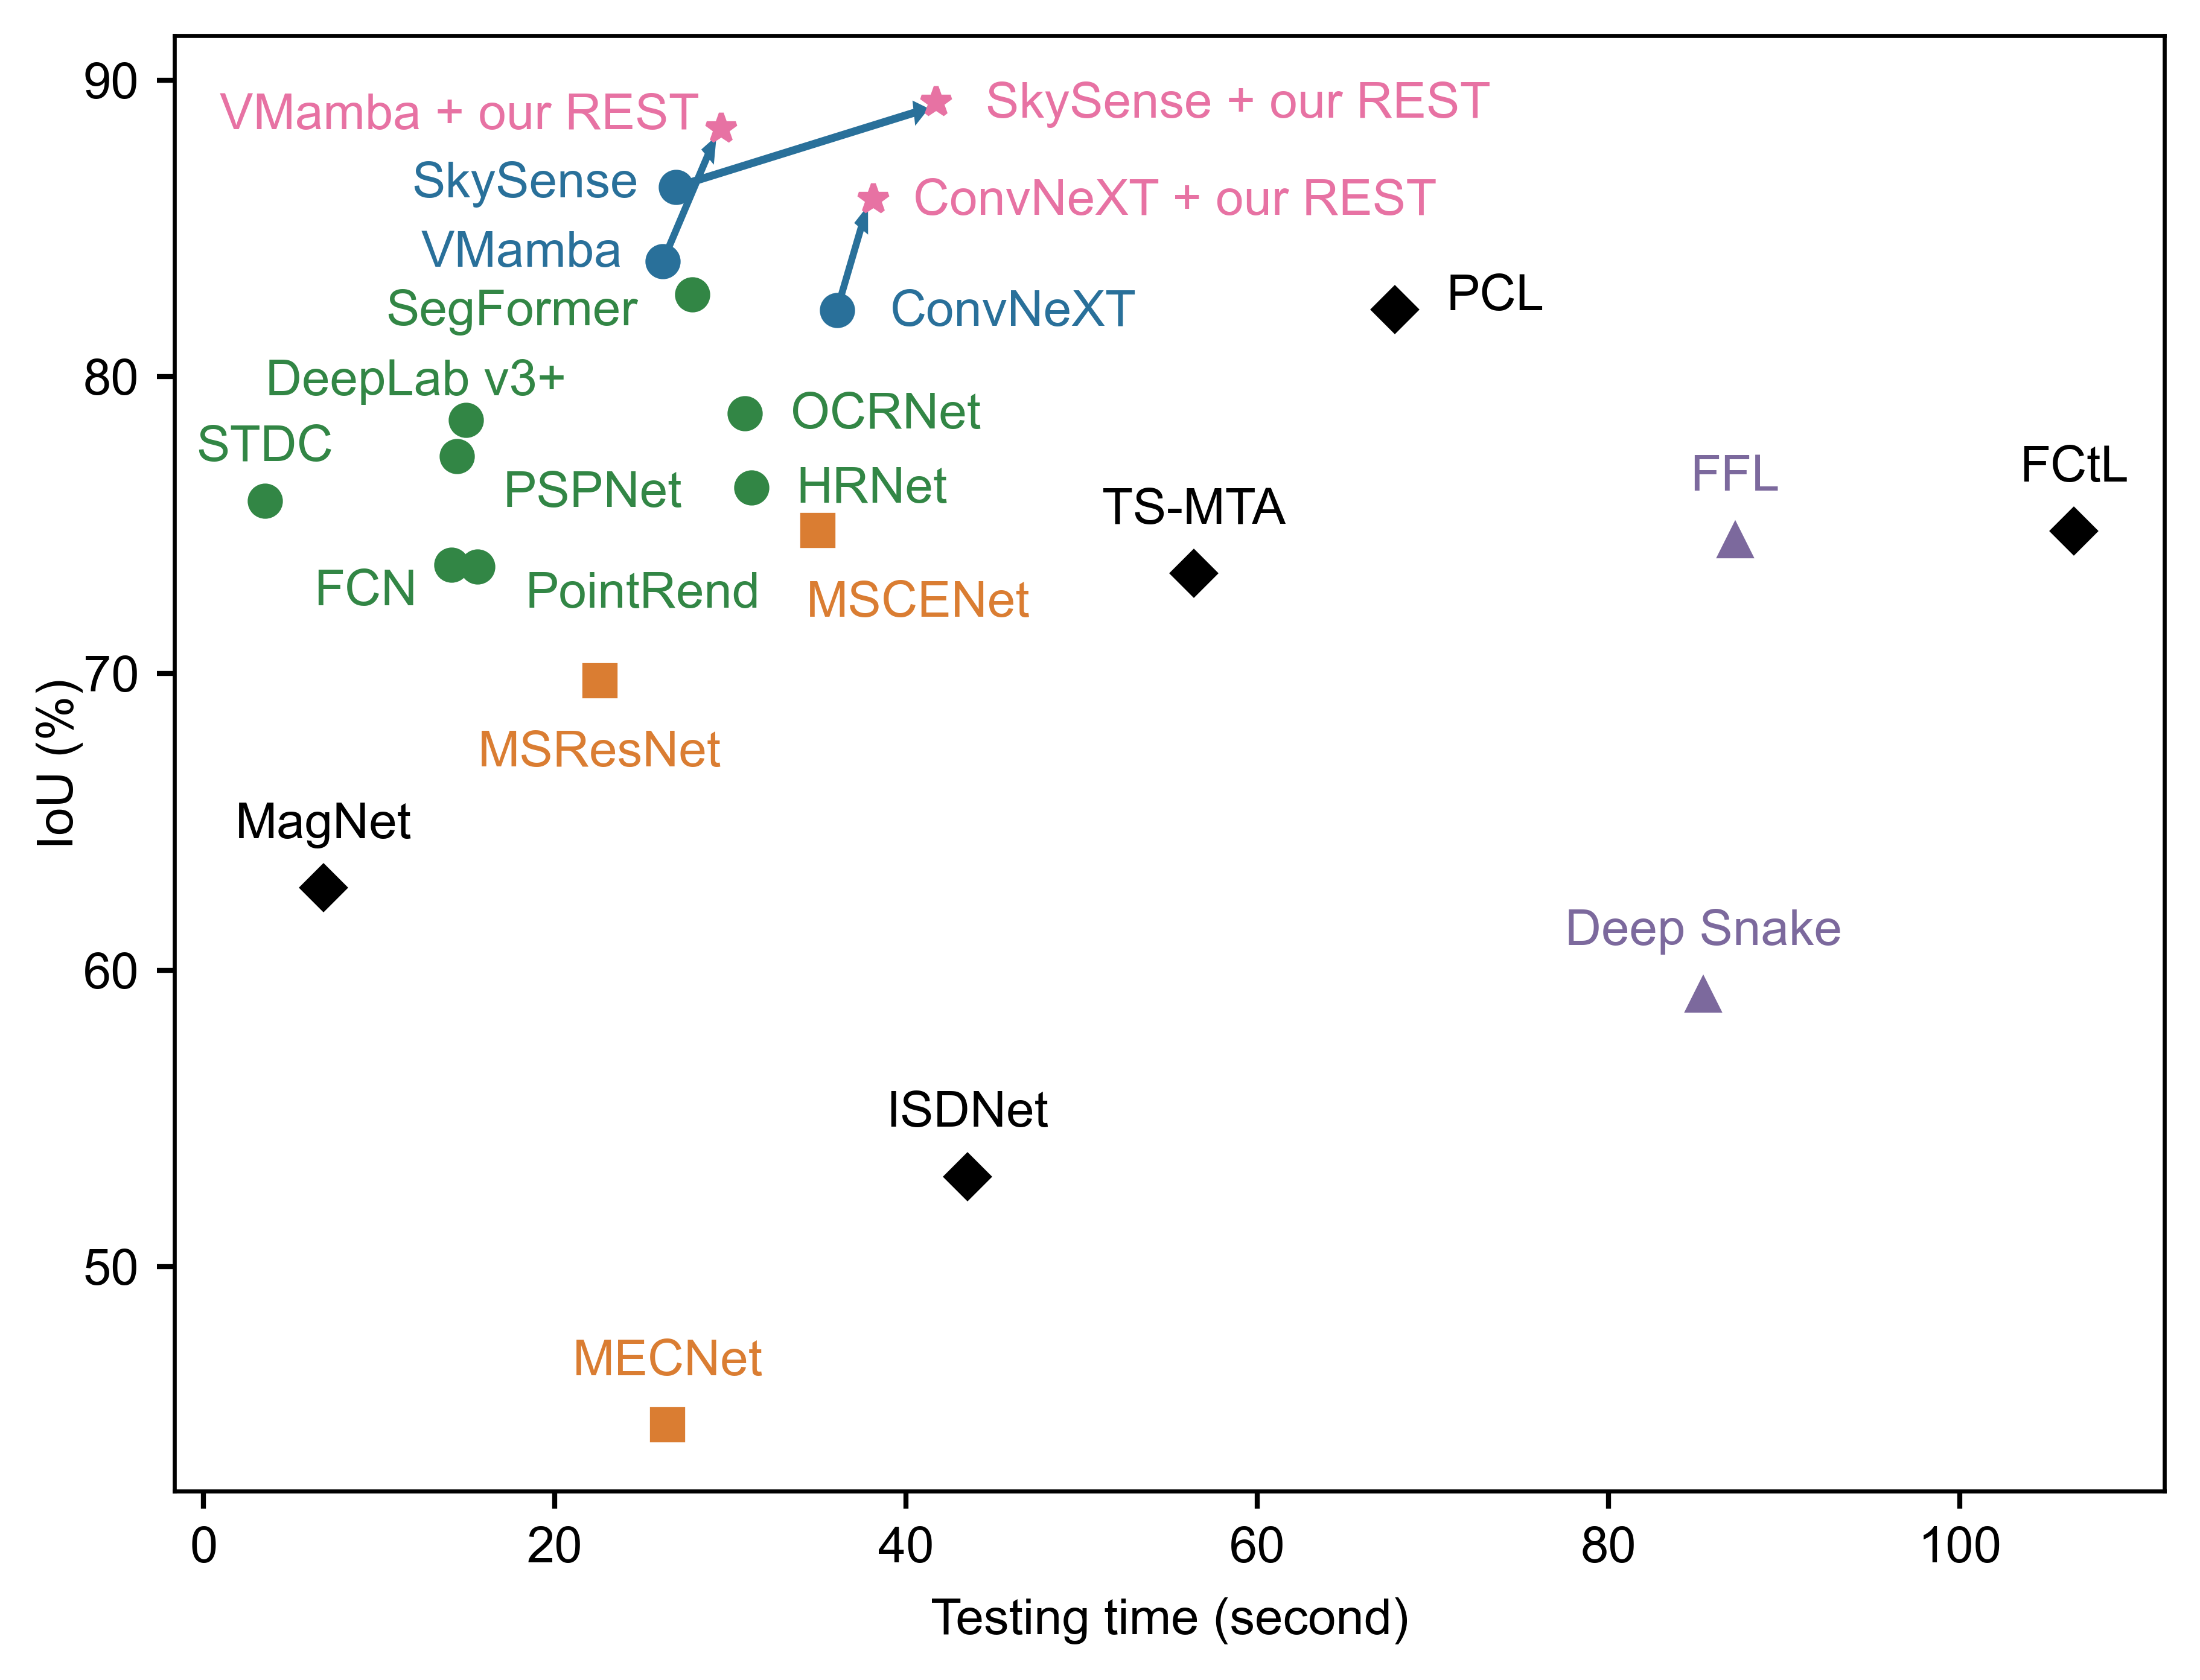 90
SkySense + our REST
VMamba + our REST
SkySense
ConvNeXT + our REST
VMamba
SegFormer
ConvNeXT
PCL
80
DeepLab v3+
OCRNet
STDC
PSPNet
HRNet
FFL
FCtL
TS-MTA
FCN
PointRend
MSCENet
70
MSResNet
IoU (%)
MagNet
Deep Snake
60
ISDNet
50
MECNet
0 20 40 60 80 100
Testing time (second)